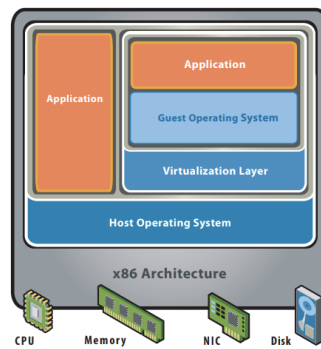 Application
Application
Guest Operating System
Virtualization Layer
Host Operating System
x86 Architecture
CPU
Memory
NIC
Disk